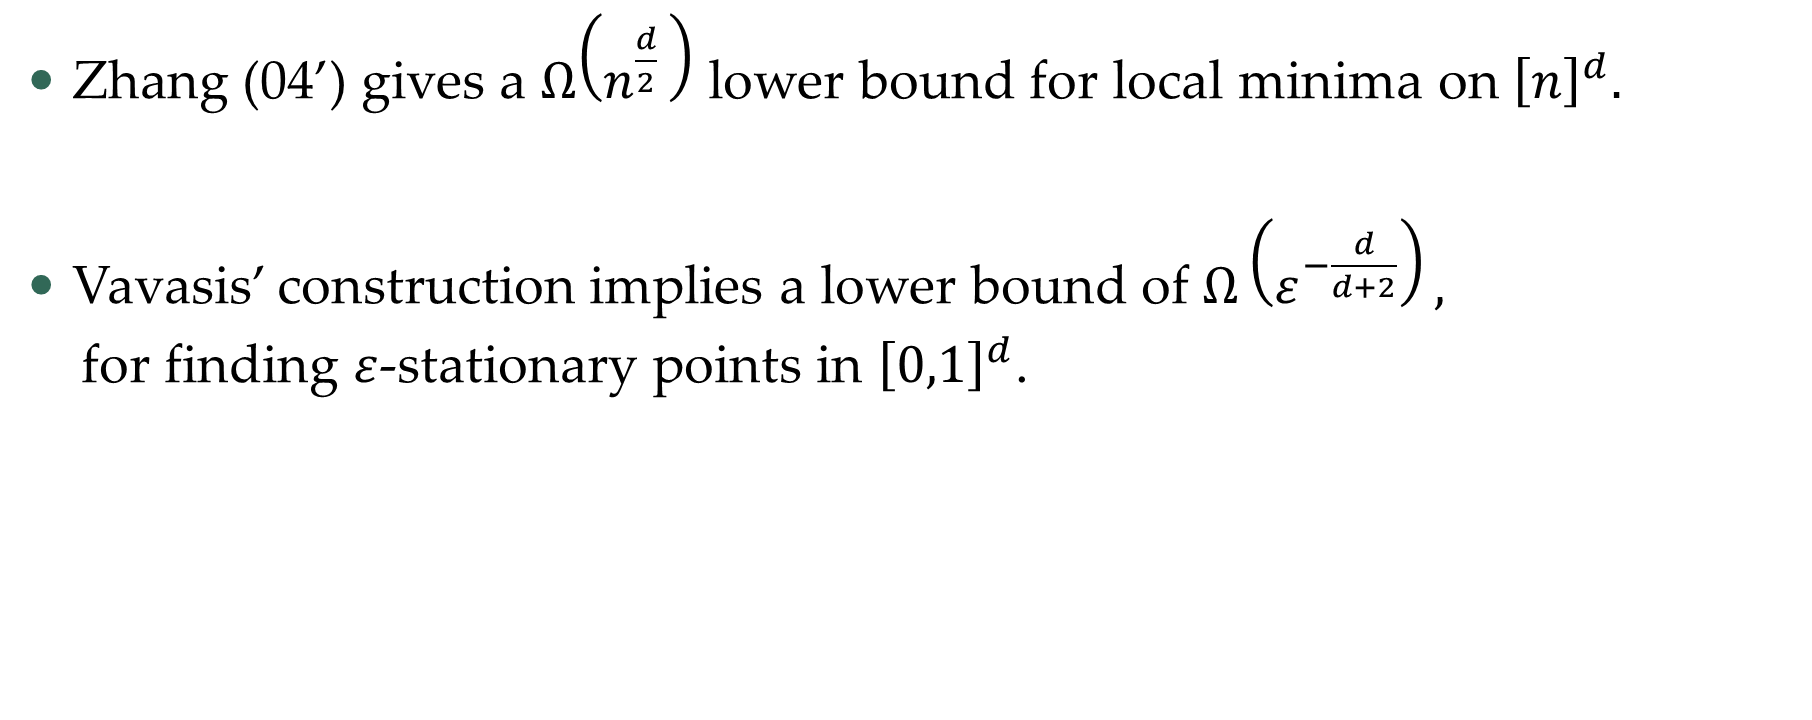 • Zhang (04′) gives a Ω(n^{d/2}) lower bound for local minima on [n]^d.
• Vavasis′ construction implies a lower bound of Ω(ε^{-d/(d+2)}),
for finding ε-stationary points in [0,1]^d.